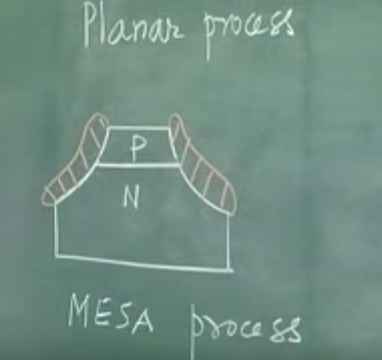 Planar process
P
N
MESA process